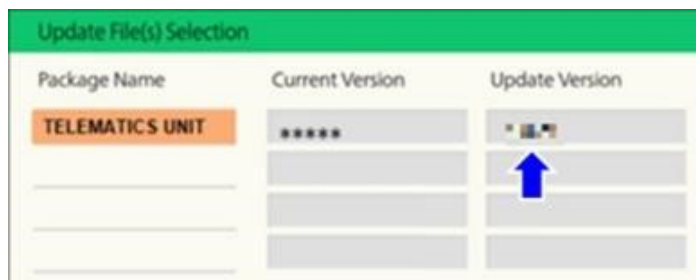 Update File(s) Selection
Package Name Current Version Update Version
TELEMATICS UNIT *****